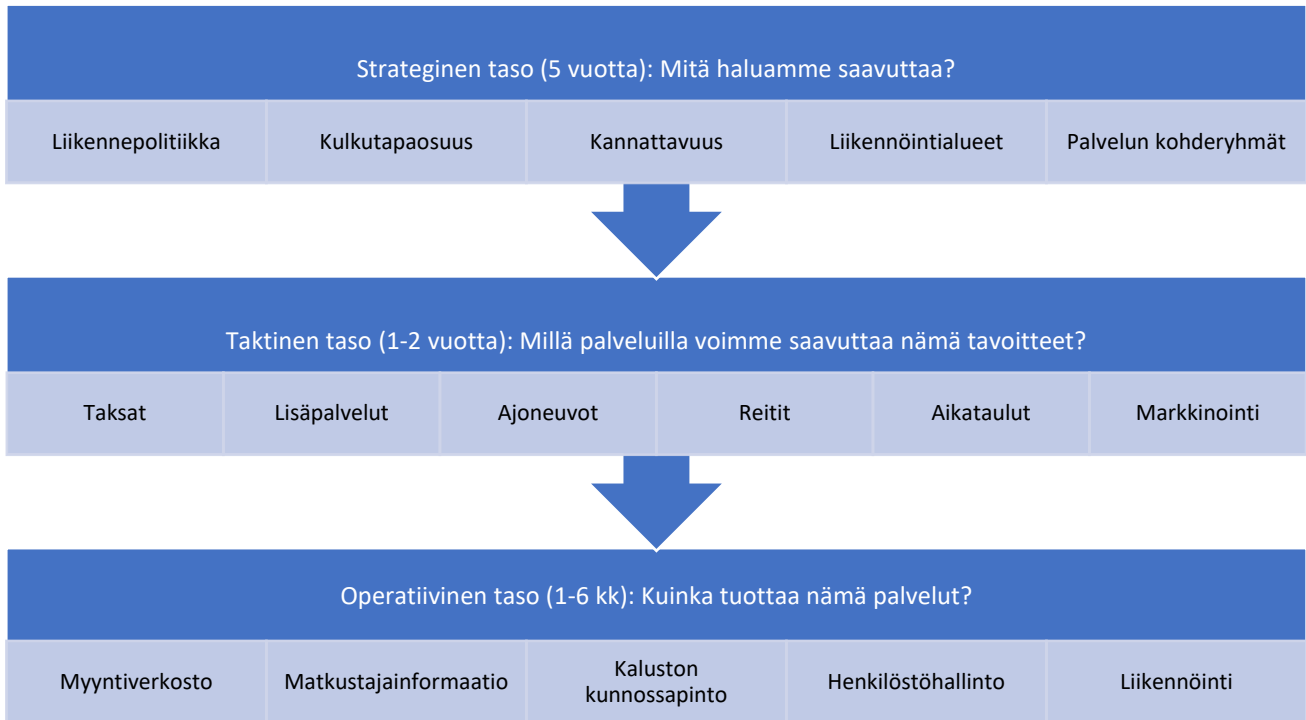 Strateginen taso (5 vuotta): Mitä haluamme saavuttaa?
Liikennepolitiikka
Kulkutapaosuus
Kannattavuus
Liikennöintialueet
Palvelun kohderyhmät
Taktinen taso (1-2 vuotta): Millä palveluilla voimme saavuttaa nämä tavoitteet?
Taksat
Lisäpalvelut
Ajoneuvot
Reitit
Aikataulut
Markkinointi
Operatiivinen taso (1-6 kk): Kuinka tuottaa nämä palvelut?
Myyntiverkosto
Matkustajainformaatio
Kaluston
kunnossapinto
Henkilöstöhallinto
Liikennöinti